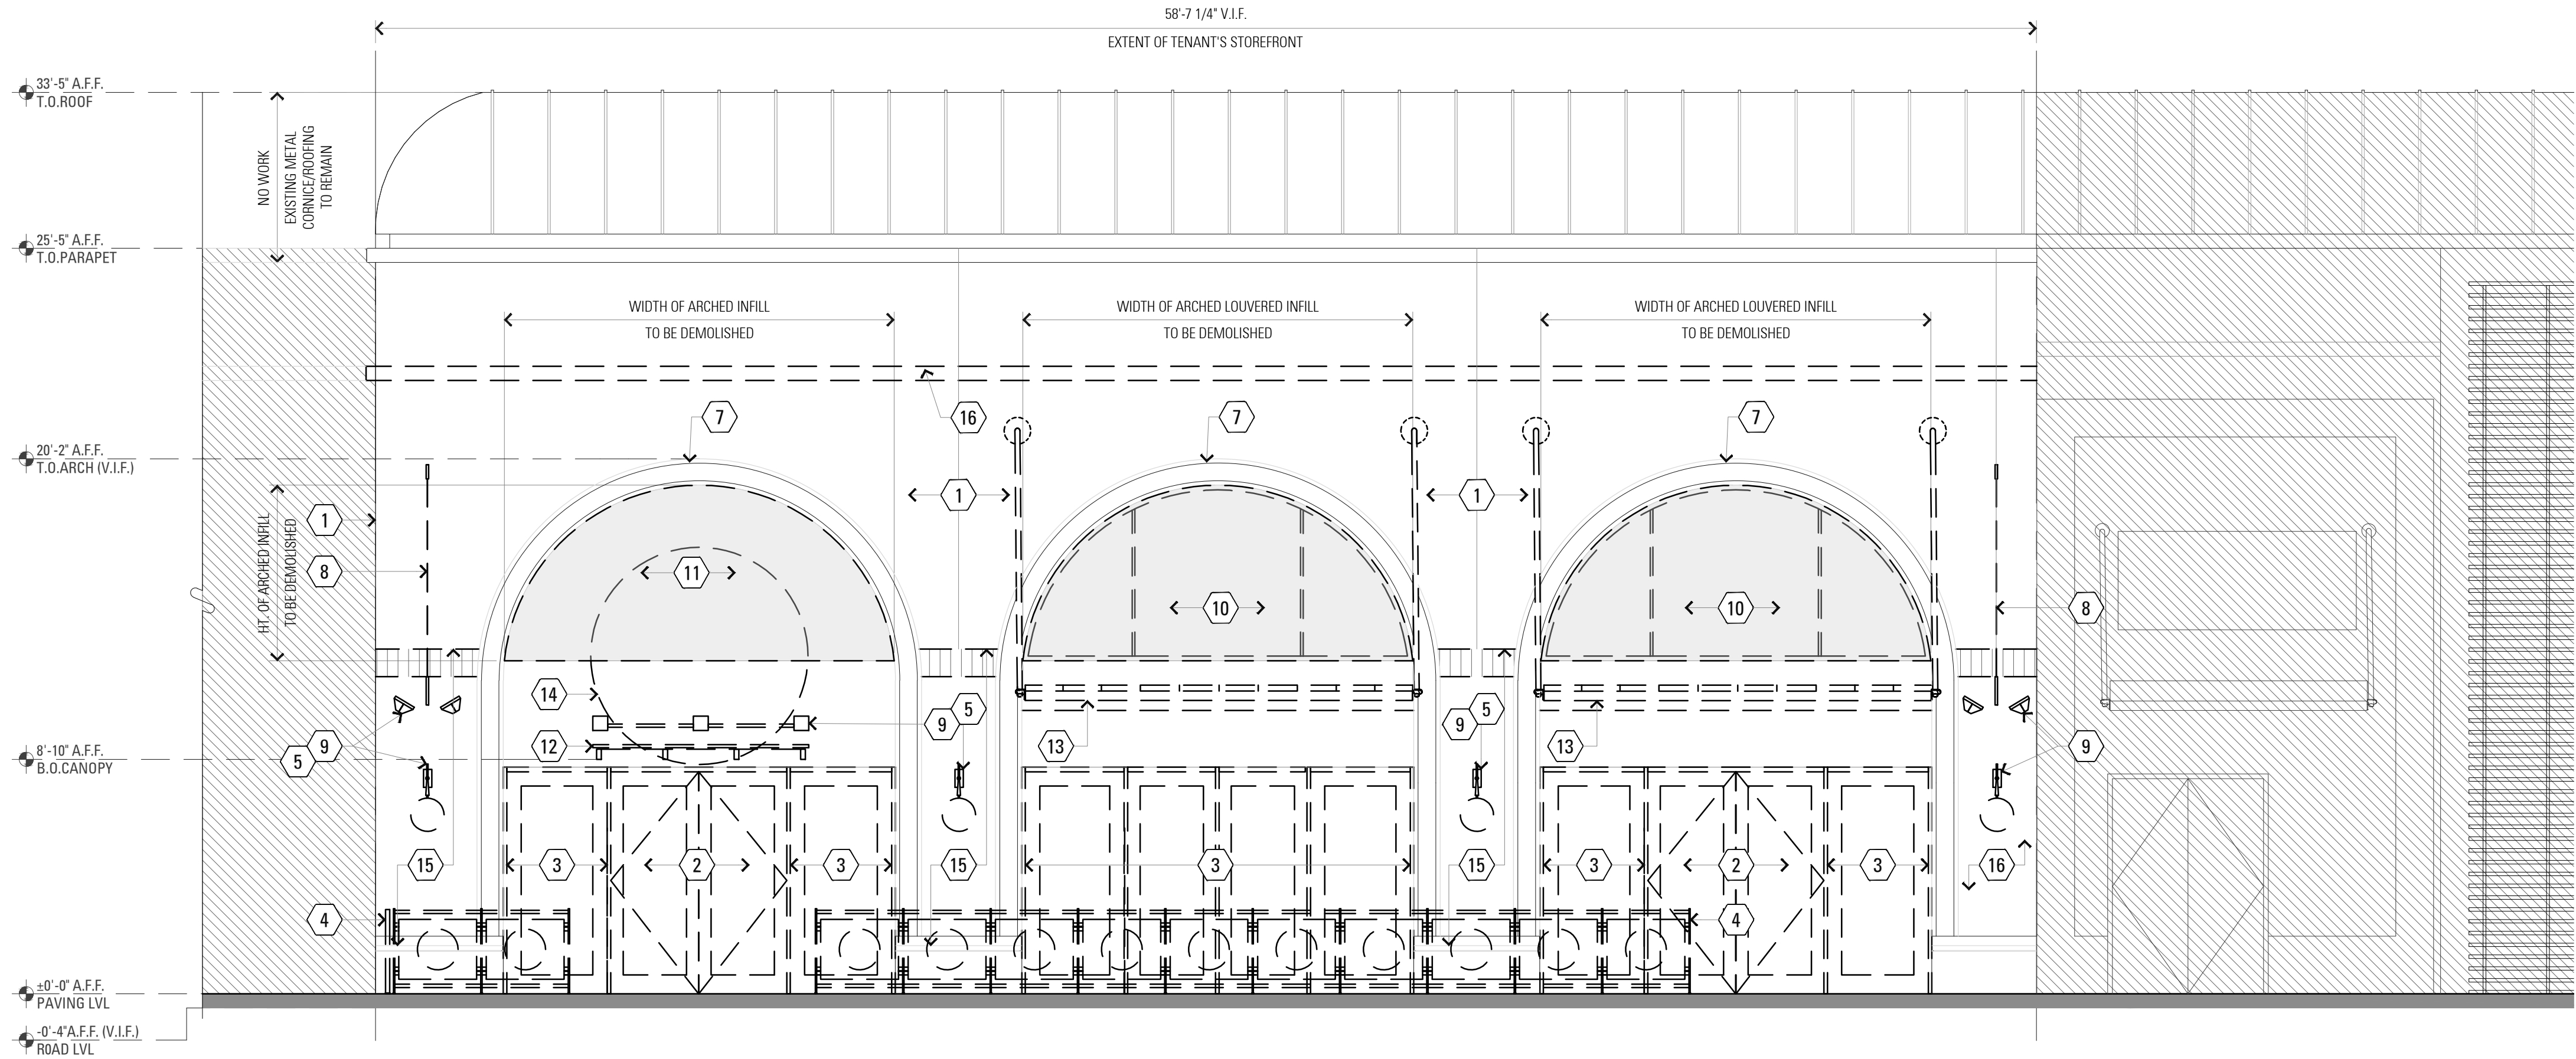 58'-7 1/4" V.I.F.
EXTENT OF TENANT'S STOREFRONT
33'-5" A.F.F.
T.O.ROOF
NO WORK
EXISTING METAL
CORNICE/ROOFING
TO REMAIN
25'-5" A.F.F.
T.O.PARAPET
WIDTH OF ARCHED INFILL
TO BE DEMOLISHED
WIDTH OF ARCHED LOUVERED INFILL
TO BE DEMOLISHED
WIDTH OF ARCHED LOUVERED INFILL
TO BE DEMOLISHED
7
16
7
7
20'-2" A.F.F.
T.O.ARCH (V.I.F.)
HT. OF ARCHED INFILL
TO BE DEMOLISHED
1
1
1
8
11
10
10
8
14
9
5
9
5
5
9
12
13
13
9
8'-10" A.F.F.
B.O.CANOPY
15
3
2
3
15
3
15
3
2
3
16
4
4
±0'-0" A.F.F.
PAVING LVL
-0'-4"A.F.F. (V.I.F.)
ROAD LVL